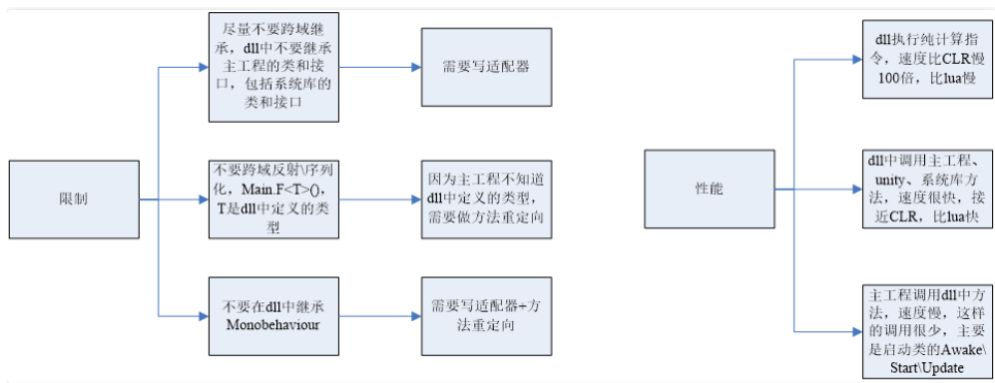 尽量不要跨域继
承，dll中不要继承
主工程的类和接
口，包括系统库的
类和接口
需要写适配器
限制
不要跨域反射\序列
化，Main.F<T>()，
T是dll中定义的类
型
因为主工程不知道
dll中定义的类型，
需要做方法重定向
不要在dll中继承
Monobehaviour
需要写适配器+方
法重定向
性能
dll执行纯计算指
令，速度比CLR慢
100倍，比lua慢
dll中调用主工程、
unity、系统库方
法，速度很快，接
近CLR，比lua快
主工程调用dll中方
法，速度慢，这样
的调用很少，主要
是启动类的Awake\
Start\Update